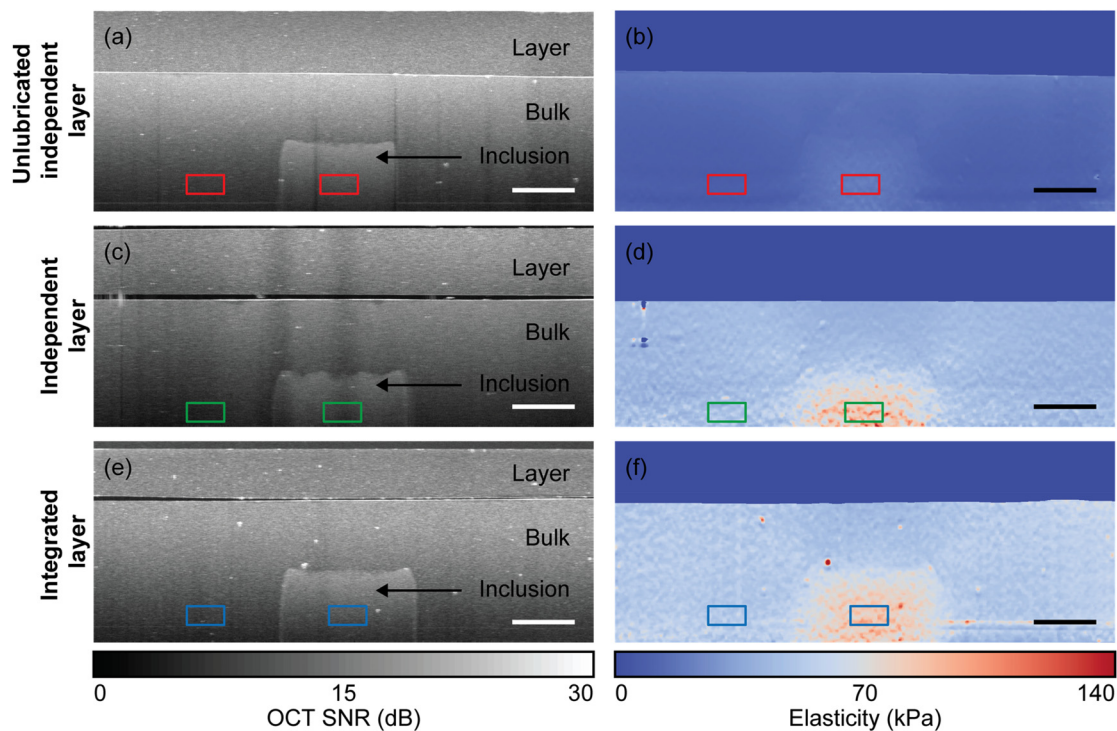 Unlubricated
independent
layer
(a)
Layer
Bulk
Inclusion
(b)
Independent
layer
(c)
Layer
Bulk
Inclusion
(d)
Integrated
layer
(e)
Layer
Bulk
Inclusion
(f)
0 15 30
OCT SNR (dB)
0 70 140
Elasticity (kPa)